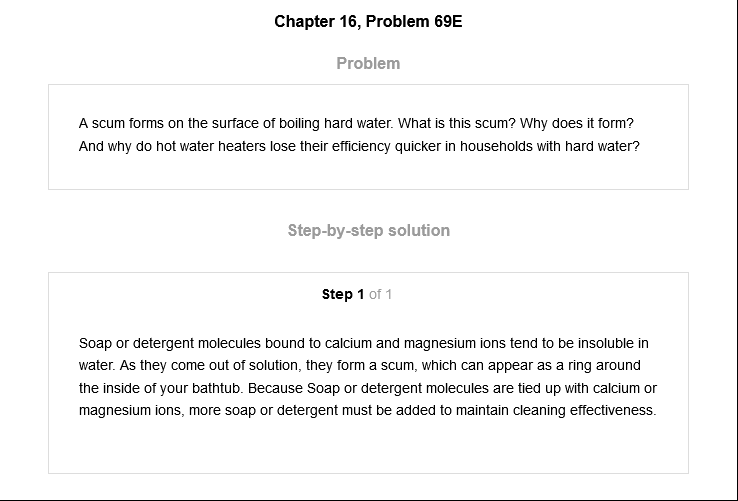 Chapter 16, Problem 69E
Problem
A scum forms on the surface of boiling hard water. What is this scum? Why does it form?
And why do hot water heaters lose their efficiency quicker in households with hard water?
Step-by-step solution
Step 1 of 1
Soap or detergent molecules bound to calcium and magnesium ions tend to be insoluble in
water. As they come out of solution, they form a scum, which can appear as a ring around
the inside of your bathtub. Because Soap or detergent molecules are tied up with calcium or
magnesium ions, more soap or detergent must be added to maintain cleaning effectiveness.